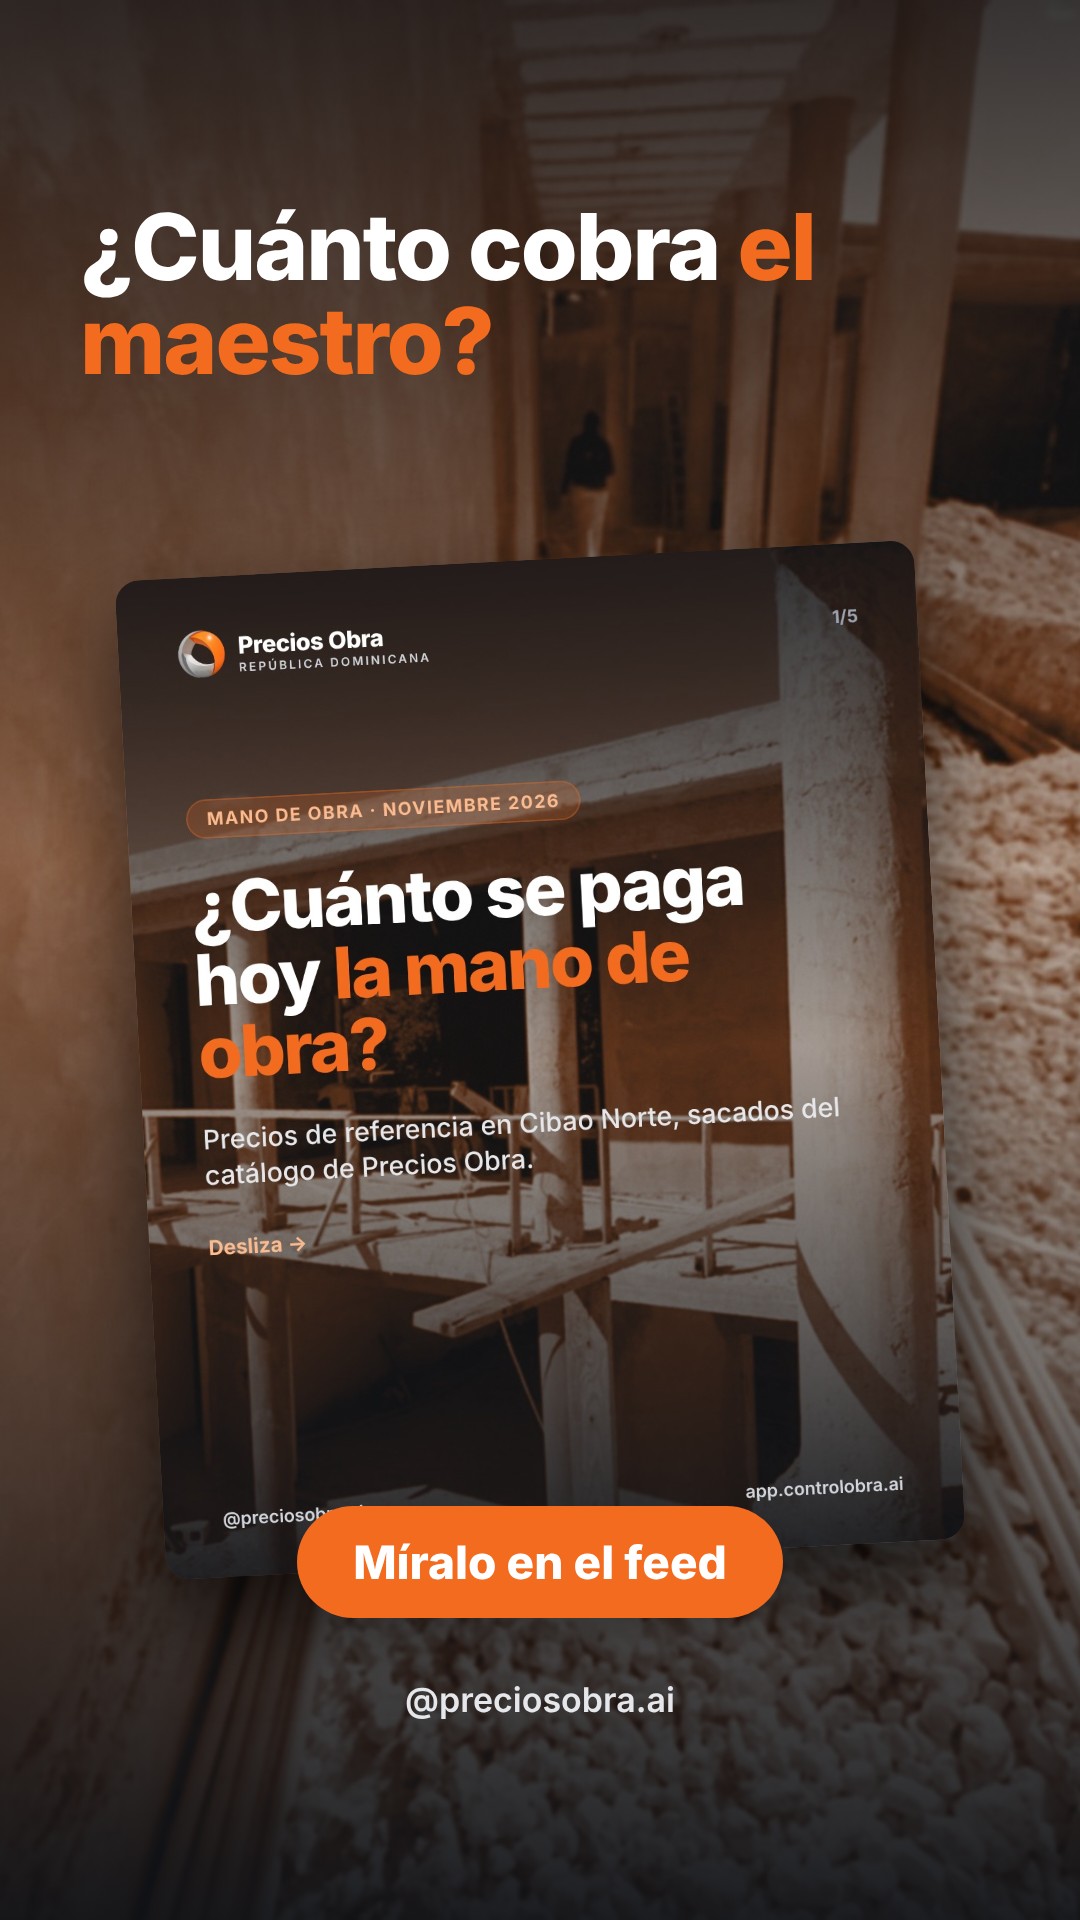 ¿Cuánto cobra el
maestro?
Precios Obra
REPÚBLICA DOMINICANA
1/5
MANO DE OBRA · NOVIEMBRE 2026
¿Cuánto se paga
hoy la mano de
obra?
Precios de referencia en Cibao Norte, sacados del
catálogo de Precios Obra.
Desliza →
app.controlobra.ai
Míralo en el feed
@preciosobra.ai